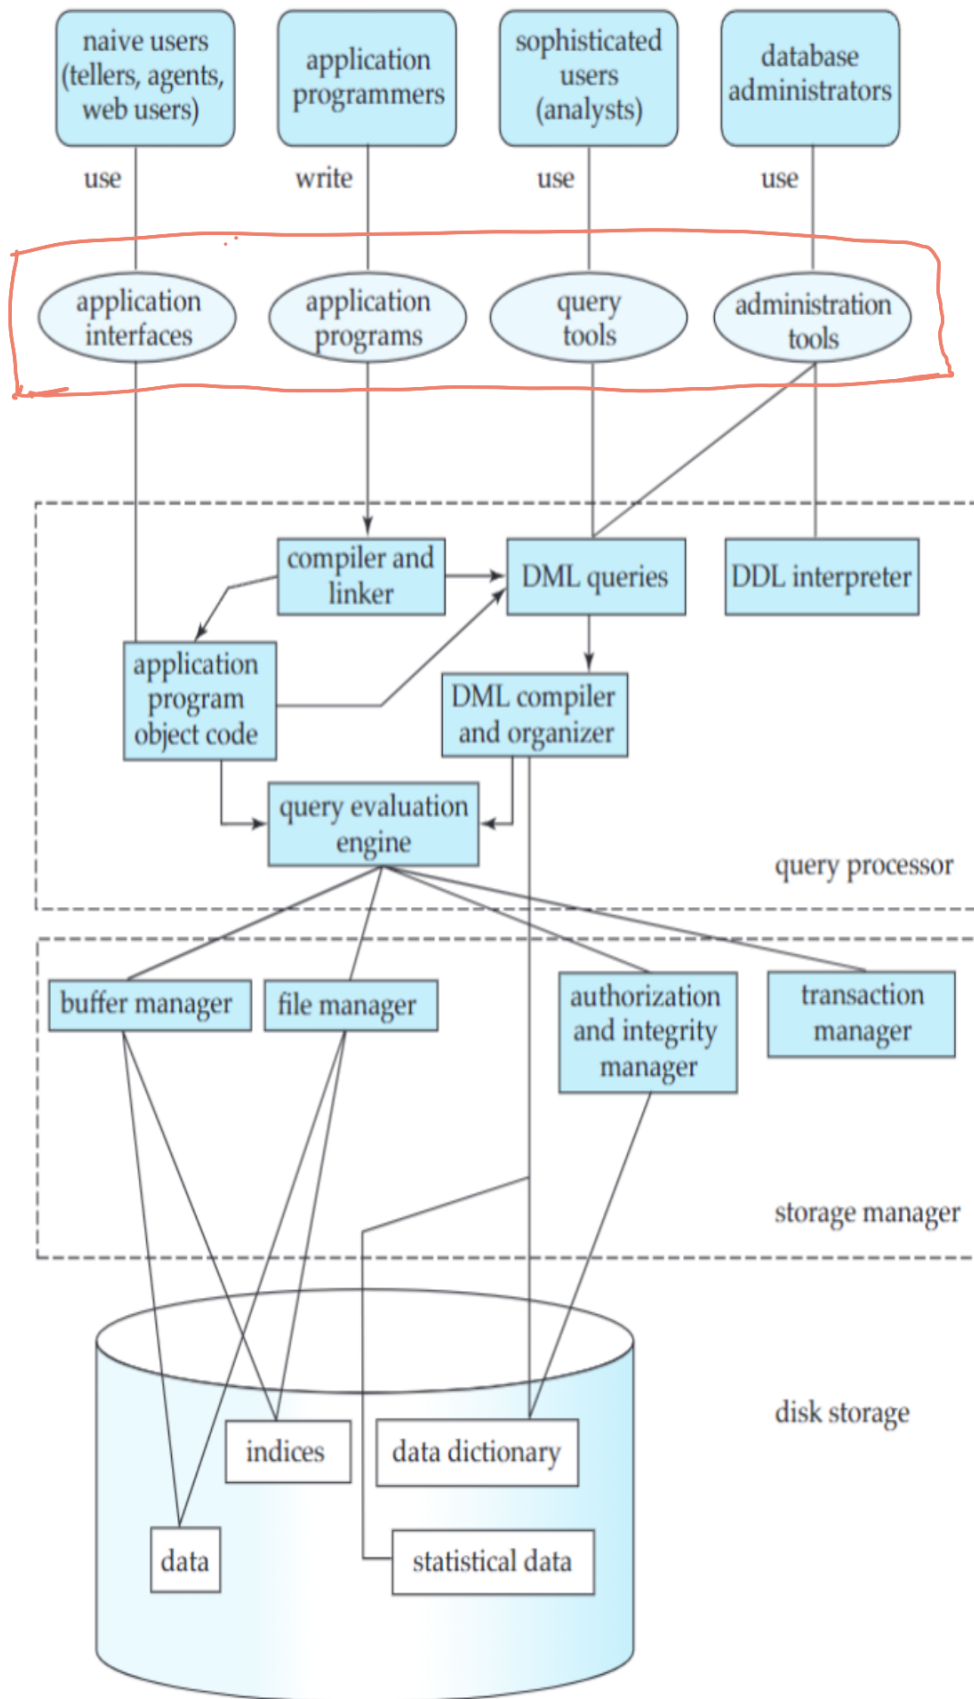 naive users
(tellers, agents,
web users)
application
programmers
sophisticated
users
(analysts)
database
administrators
use
write
use
use
application
interfaces
application
programs
query
tools
administration
tools
compiler and
linker
DML queries
DDL interpreter
application
program
object code
DML compiler
and organizer
query evaluation
engine
query processor
buffer manager
file manager
authorization
and integrity
manager
transaction
manager
storage manager
disk storage
indices
data dictionary
data
statistical data